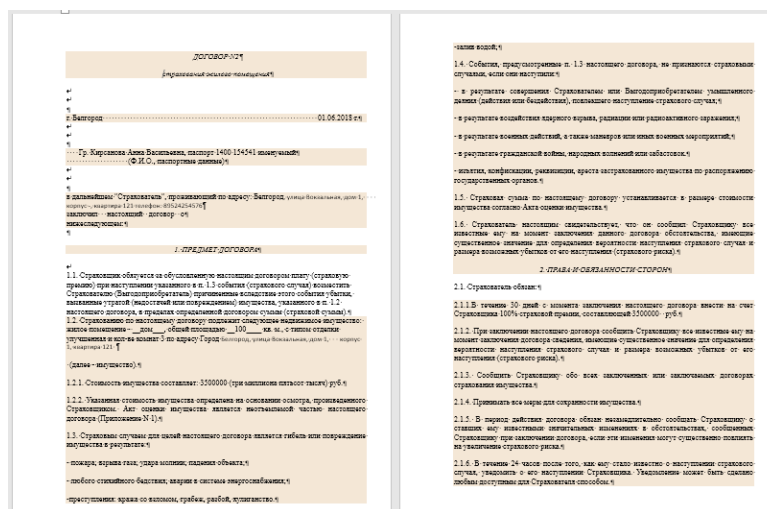 ДОГОВОР №2
страхования жилого помещения
г. Белгород 01.06.2018 г.
Гр. Кирсанова Анна Васильевна, паспорт 1400 154541 именуемый
(Ф.И.О., паспортные данные)
в дальнейшем "Страхователь", проживающий по адресу: Белгород, улица Вокзальная, дом 1,
корпус -, квартира 121 телефон: 89524254576
заключил настоящий договор о
нижеследующем:
1. ПРЕДМЕТ ДОГОВОРА
1.1. Страховщик обязуется за обусловленную настоящим договором плату (страховую
премию) при наступлении указанного в п. 1.3 события (страхового случая) возместить
Страхователю (Выгодоприобретателю) причиненные вследствие этого события убытки,
вызванные утратой (недостачей или повреждением) имущества, указанного в п. 1.2
настоящего договора, в пределах определенной договором суммы (страховой суммы).
1.2. Страхованию по настоящему договору подлежит следующее недвижимое имущество:
жилое помещение - __дом___, общей площадью __100____ кв. м., с типом отделки
улучшенная и кол-ве комнат 3 по адресу Город Белгород, улица Вокзальная, дом 1, - корпус
1, квартира 121
(далее - имущество).
1.2.1. Стоимость имущества составляет: 3500000 (три миллиона пятьсот тысяч) руб.
1.2.2. Указанная стоимость имущества определена на основании осмотра, произведенного
Страховщиком. Акт оценки имущества является неотъемлемой частью настоящего
договора (Приложение N 1).
1.3. Страховым случаем для целей настоящего договора является гибель или повреждение
имущества в результате:
- пожара; взрыва газа; удара молнии; падения объекта;
- любого стихийного бедствия; аварии в системе энергоснабжения;
-преступления: кража со взломом, грабеж, разбой, хулиганство.
-залив водой;
1.4. События, предусмотренные п. 1.3 настоящего договора, не признаются страховыми
случаями, если они наступили:
- в результате совершения Страхователем или Выгодоприобретателем умышленного
деяния (действия или бездействия), повлекшего наступление страхового случая;
- в результате воздействия ядерного взрыва, радиации или радиоактивного заражения;
- в результате военных действий, а также маневров или иных военных мероприятий;
- в результате гражданской войны, народных волнений или забастовок.
- изъятия, конфискации, реквизиции, ареста застрахованного имущества по распоряжению
государственных органов.
1.5. Страховая сумма по настоящему договору устанавливается в размере стоимости
имущества согласно Акта оценки имущества.
1.6. Страхователь настоящим свидетельствует, что он сообщил Страховщику все
известные ему на момент заключения данного договора обстоятельства, имеющие
существенное значение для определения вероятности наступления страхового случая и
размера возможных убытков от его наступления (страхового риска).
2. ПРАВА И ОБЯЗАННОСТИ СТОРОН
2.1. Страхователь обязан:
2.1.1.В течение 30 дней с момента заключения настоящего договора внести на счет
Страховщика 100% страховой премии, составляющей 3500000 руб.
2.1.2. При заключении настоящего договора сообщить Страховщику все известные ему на
момент заключения договора сведения, имеющие существенное значение для определения
вероятности наступления страхового случая и размера возможных убытков от его
наступления (страхового риска).
2.1.3. Сообщить Страховщику обо всех заключенных или заключаемых договорах
страхования имущества.
2.1.4. Принимать все меры для сохранности имущества.
2.1.5. В период действия договора обязан незамедлительно сообщать Страховщику о
ставших ему известными значительных изменениях в обстоятельствах, сообщенных
Страховщику при заключении договора, если эти изменения могут существенно повлиять
на увеличение страхового риска.
2.1.6. В течение 24 часов после того, как ему стало известно о наступлении страхового
случая, уведомить о его наступлении Страховщика. Уведомление может быть сделано
любым доступным для Страхователя способом.